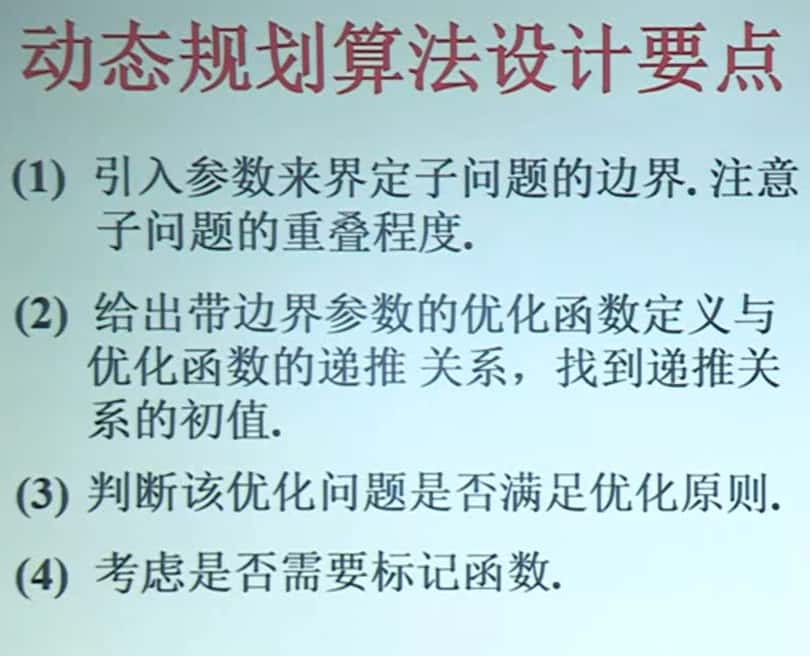 动态规划算法设计要点
(1) 引入参数来界定子问题的边界. 注意
子问题的重叠程度.
(2) 给出带边界参数的优化函数定义与
优化函数的递推 关系，找到递推关
系的初值.
(3) 判断该优化问题是否满足优化原则.
(4) 考虑是否需要标记函数.